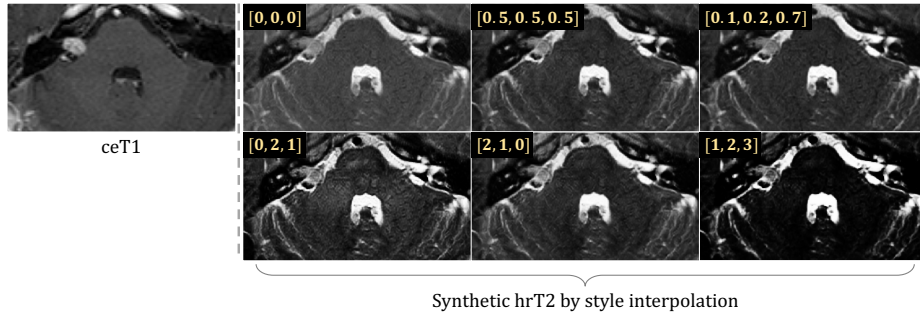 [0,0,0] [0.5,0.5,0.5] [0.1,0.2,0.7]
[0,2,1] [2,1,0] [1,2,3]
ceT1
Synthetic hrT2 by style interpolation